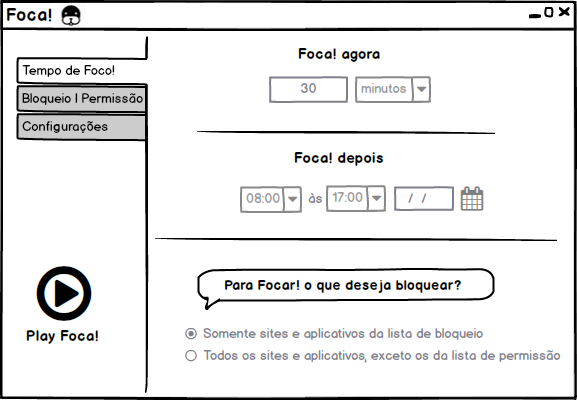 Foca!
Tempo de Foco!
Bloqueio | Permissão
Configurações
Play Foca!
Foca! agora
30 minutos
Foca! depois
08:00 às 17:00 / /
Para Focar! o que deseja bloquear?
Somente sites e aplicativos da lista de bloqueio
Todos os sites e aplicativos, exceto os da lista de permissão